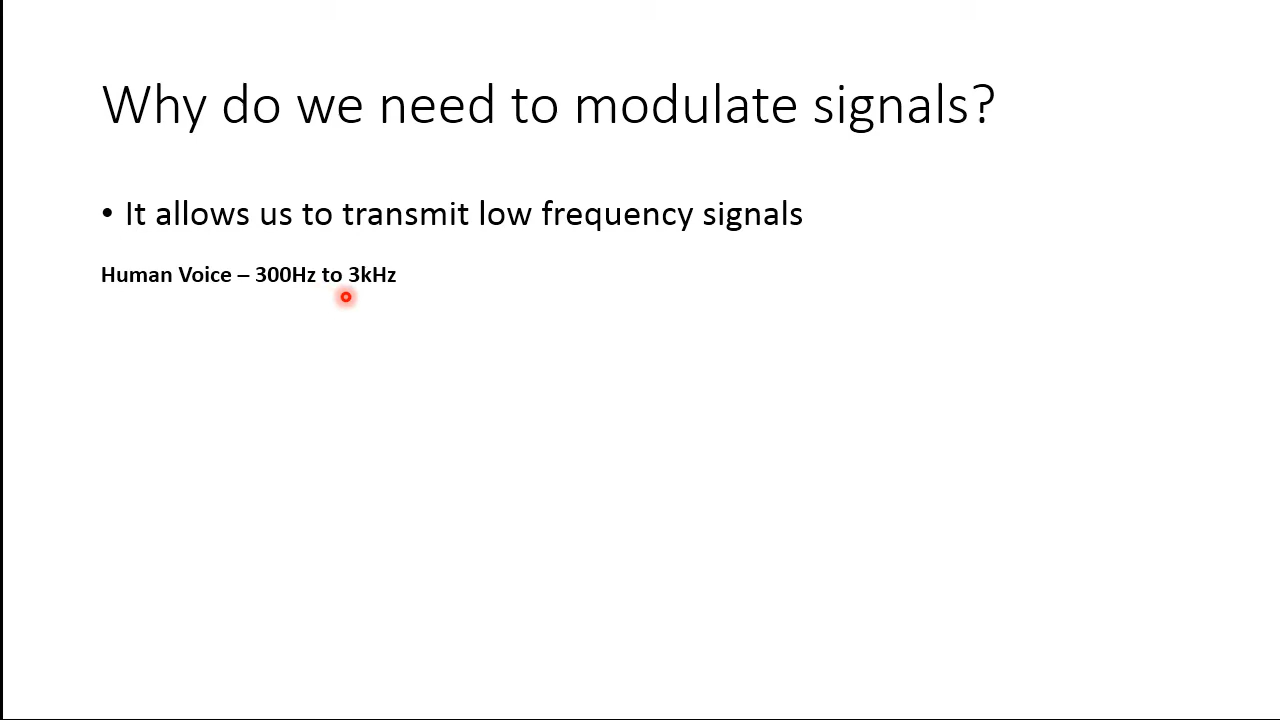 Why do we need to modulate signals?
• It allows us to transmit low frequency signals
Human Voice – 300Hz to 3kHz